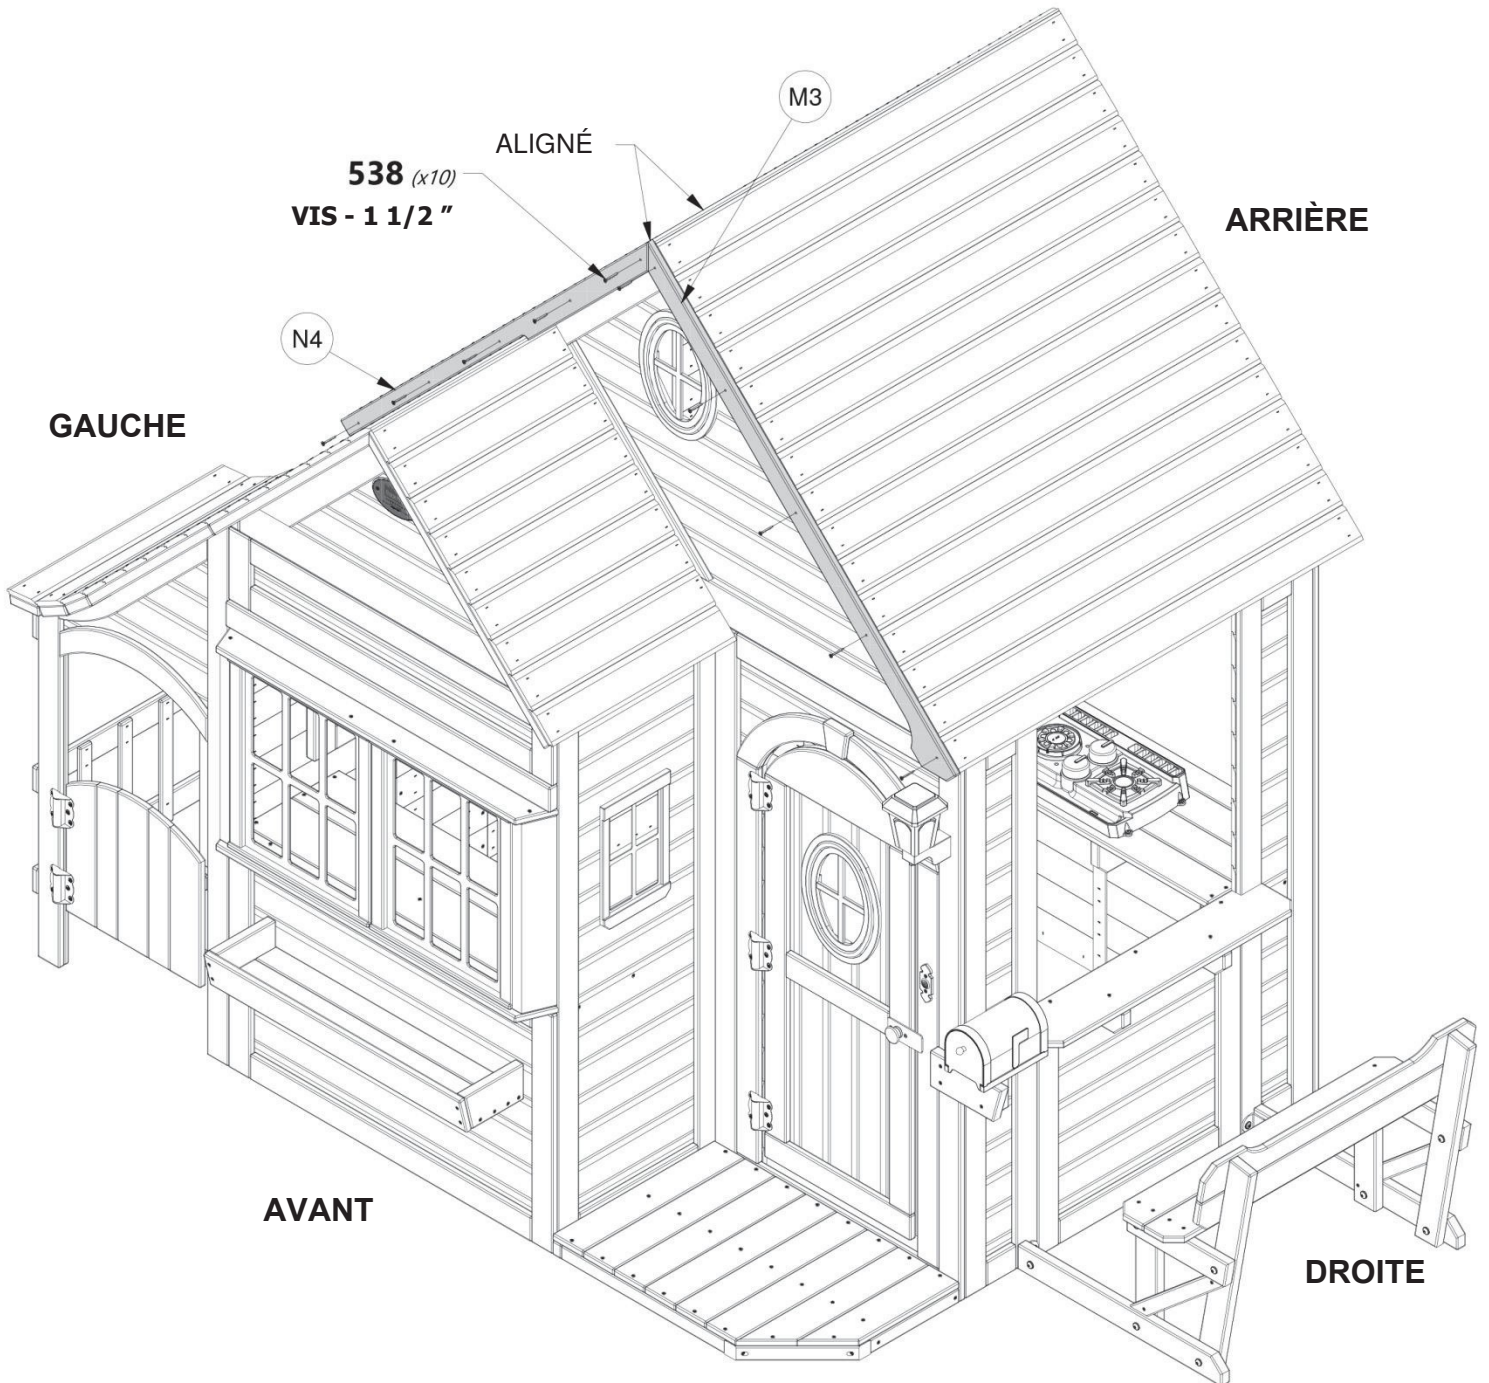 M3
ALIGNÉ
538 (x10)
VIS - 1 1/2 "
ARRIÈRE
N4
GAUCHE
AVANT
DROITE